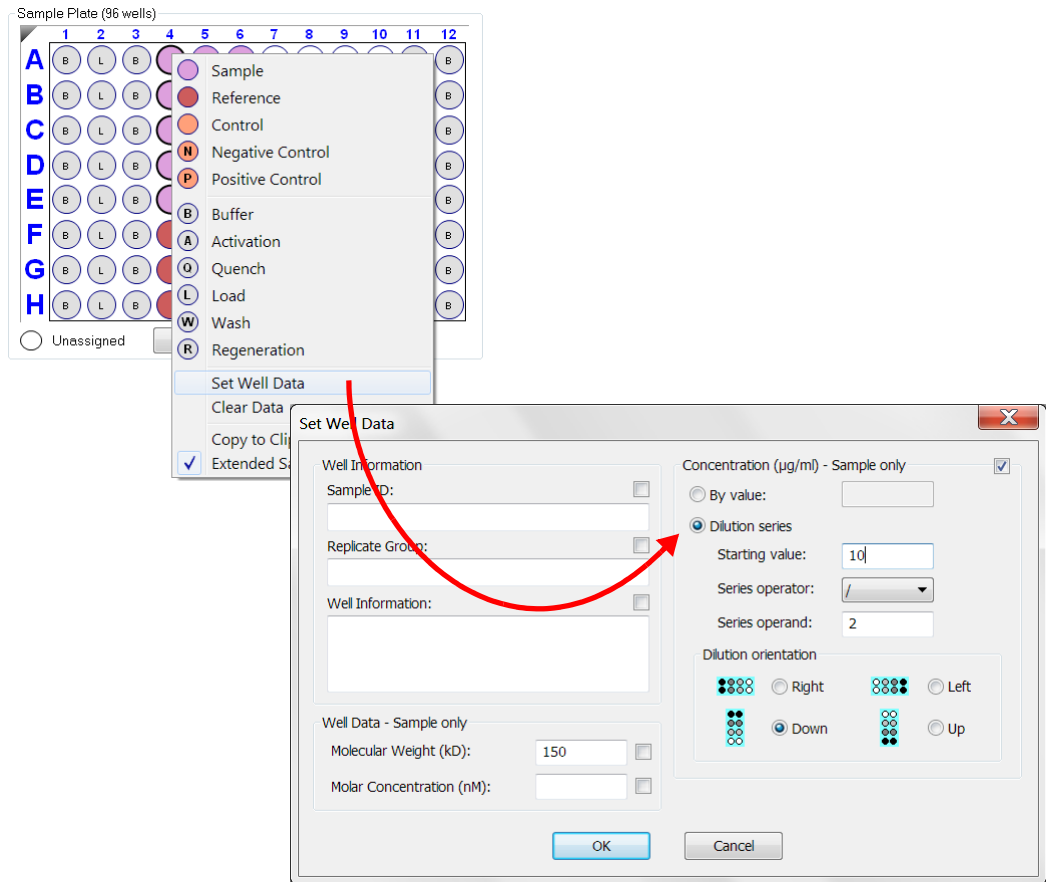 Sample Plate (96 wells)
1 2 3 4 5 6 7 8 9 10 11 12
A B L B B
B B L B B
C B L B B
D B L B B
E B L B B
F B L B B
G B L B B
H B L B B
Unassigned
Sample
Reference
Control
N Negative Control
P Positive Control
B Buffer
A Activation
Q Quench
L Load
W Wash
R Regeneration
Set Well Data
Clear Data
Copy to Cli
Extended Sa
Set Well Data
Well Information
Sample ID:
Replicate Group:
Well Information:
Well Data - Sample only
Molecular Weight (kD): 150
Molar Concentration (nM):
Concentration (µg/ml) - Sample only
By value:
Dilution series
Starting value: 10
Series operator: /
Series operand: 2
Dilution orientation
Right Left
Down Up
OK Cancel